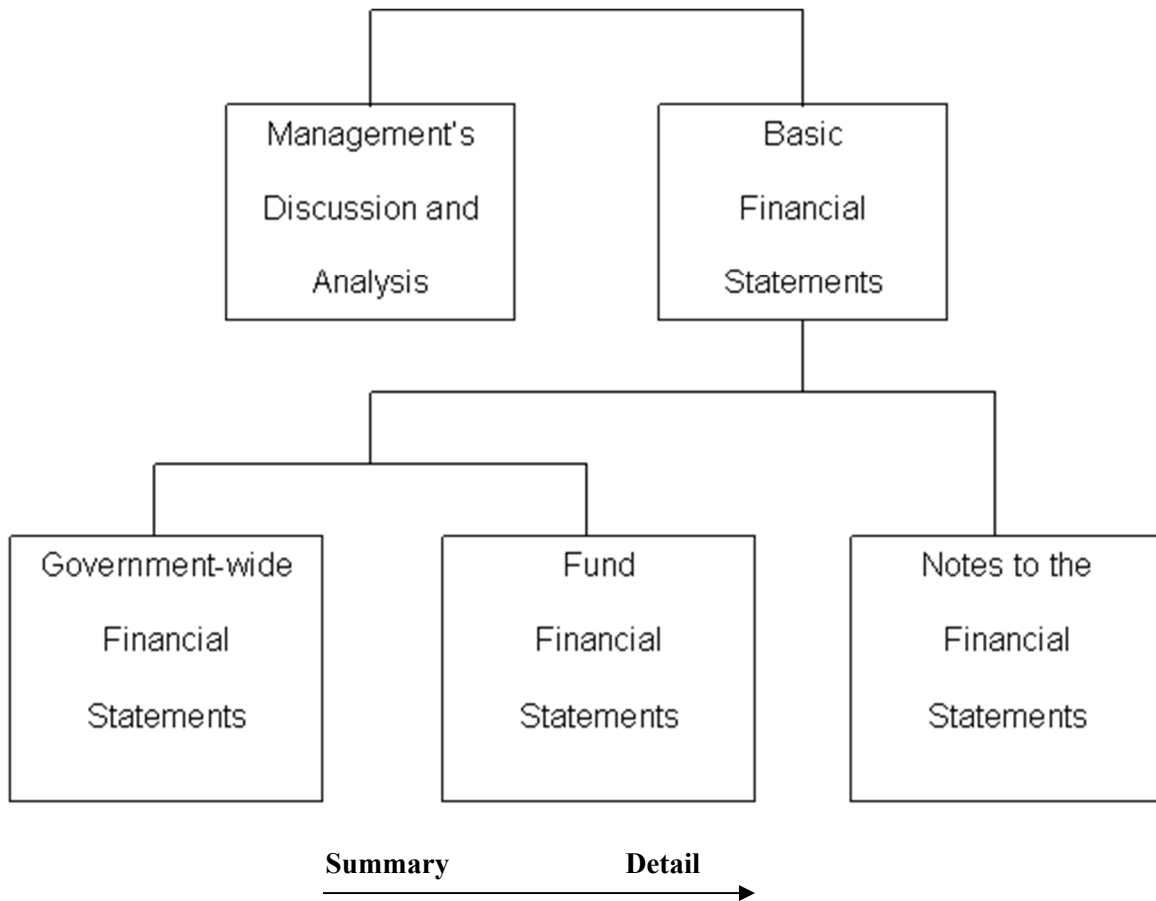 Management's
Discussion and
Analysis
Basic
Financial
Statements
Government-wide
Financial
Statements
Fund
Financial
Statements
Notes to the
Financial
Statements
Summary Detail